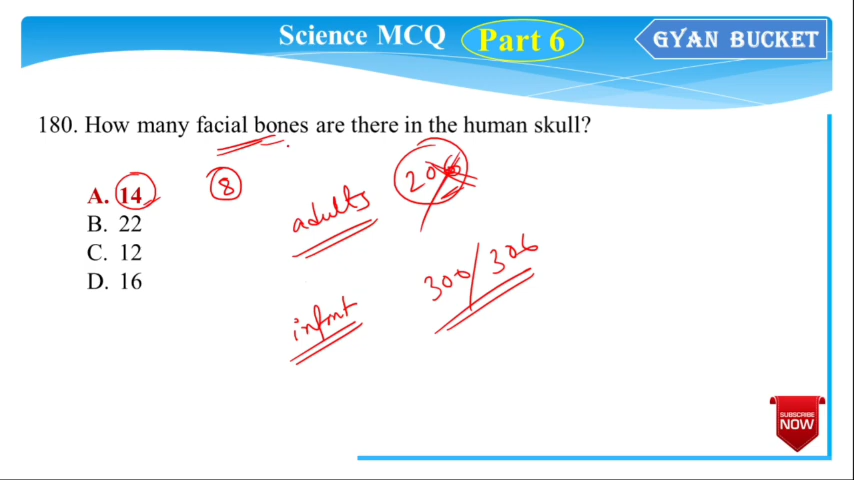 Science MCQ Part 6
GYAN BUCKET
180. How many facial bones are there in the human skull?
A. 14
8
B. 22
C. 12
D. 16
adults 206
infant 300/306
SUBSCRIBE
NOW